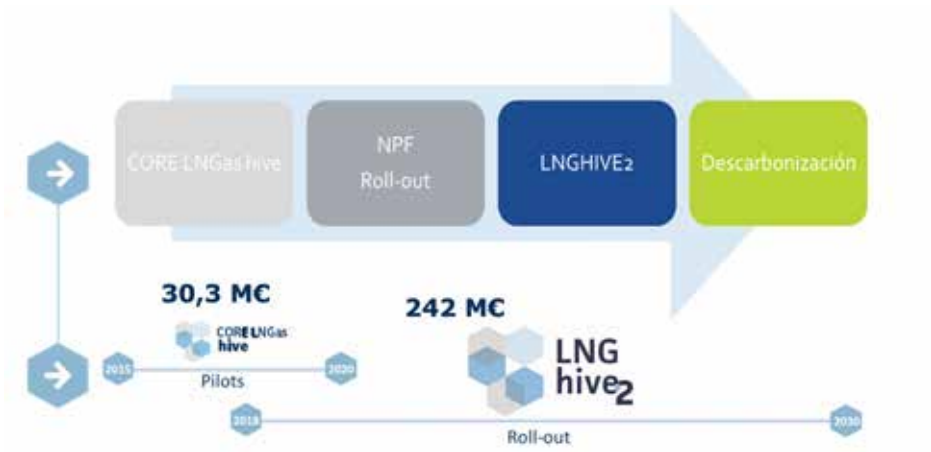 CORE LNGas hive
NPF
Roll-out
LNGHIVE2
Descarbonización
30,3 M€
CORE LNGas
hive
2015
2020
Pilots
242 M€
LNG
hive2
2018
2030
Roll-out